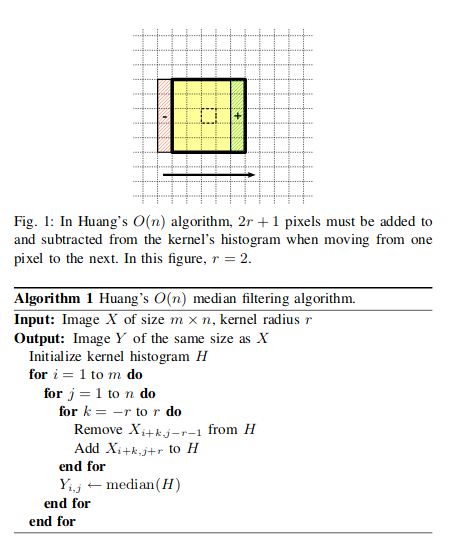 -
+
Fig. 1: In Huang's O(n) algorithm, 2r + 1 pixels must be added to
and subtracted from the kernel's histogram when moving from one
pixel to the next. In this figure, r = 2.
Algorithm 1 Huang's O(n) median filtering algorithm.
Input: Image X of size m × n, kernel radius r
Output: Image Y of the same size as X
Initialize kernel histogram H
for i = 1 to m do
for j = 1 to n do
for k = −r to r do
Remove X_{i+k,j−r−1} from H
Add X_{i+k,j+r} to H
end for
Y_{i,j} ← median(H)
end for
end for